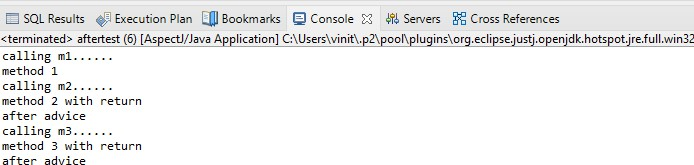 SQL Results Execution Plan Bookmarks Console Servers Cross References
<terminated> aftertest (6) [AspectJ/Java Application] C:\Users\vinit\.p2\pool\plugins\org.eclipse.justj.openjdk.hotspot.jre.full.win32
calling m1......
method 1
calling m2......
method 2 with return
after advice
calling m3......
method 3 with return
after advice